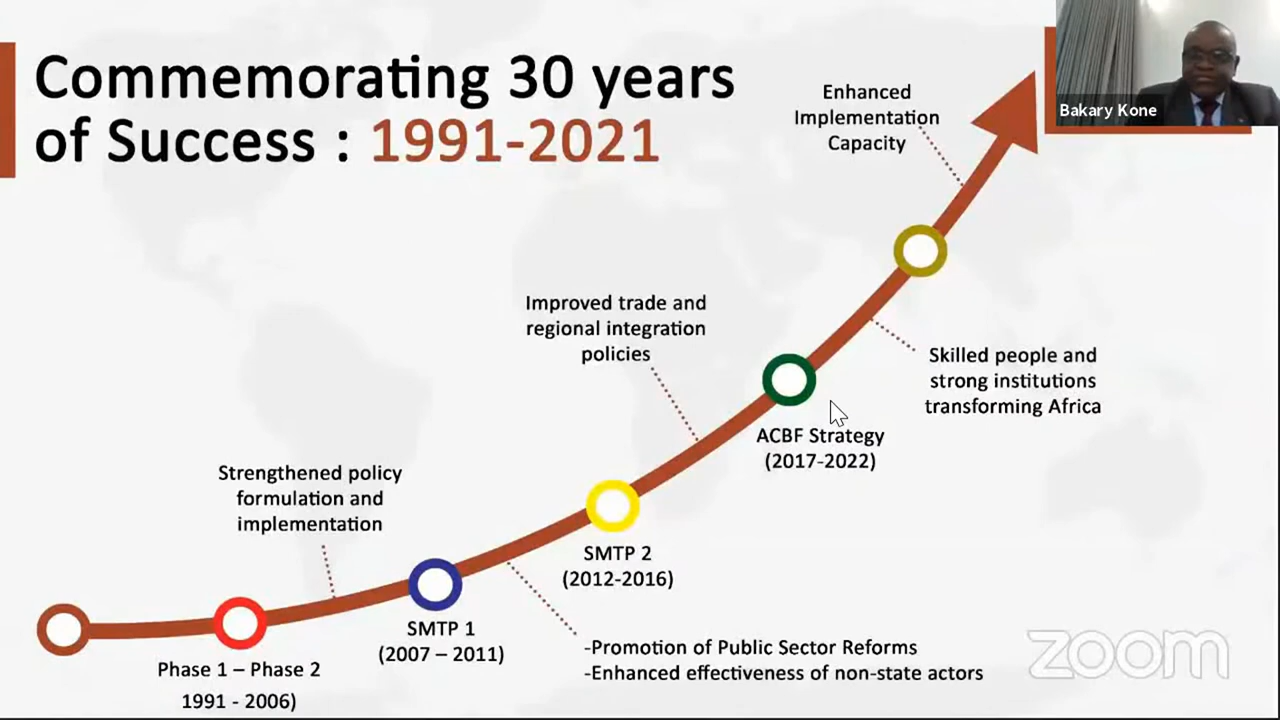 Commemorating 30 years
of Success : 1991-2021
Enhanced
Implementation
Capacity
Bakary Kone
Improved trade and
regional integration
policies
Skilled people and
strong institutions
transforming Africa
ACBF Strategy
(2017-2022)
Strengthened policy
formulation and
implementation
SMTP 2
(2012-2016)
SMTP 1
(2007 – 2011)
-Promotion of Public Sector Reforms
-Enhanced effectiveness of non-state actors
Phase 1 – Phase 2
1991 - 2006)
zoom